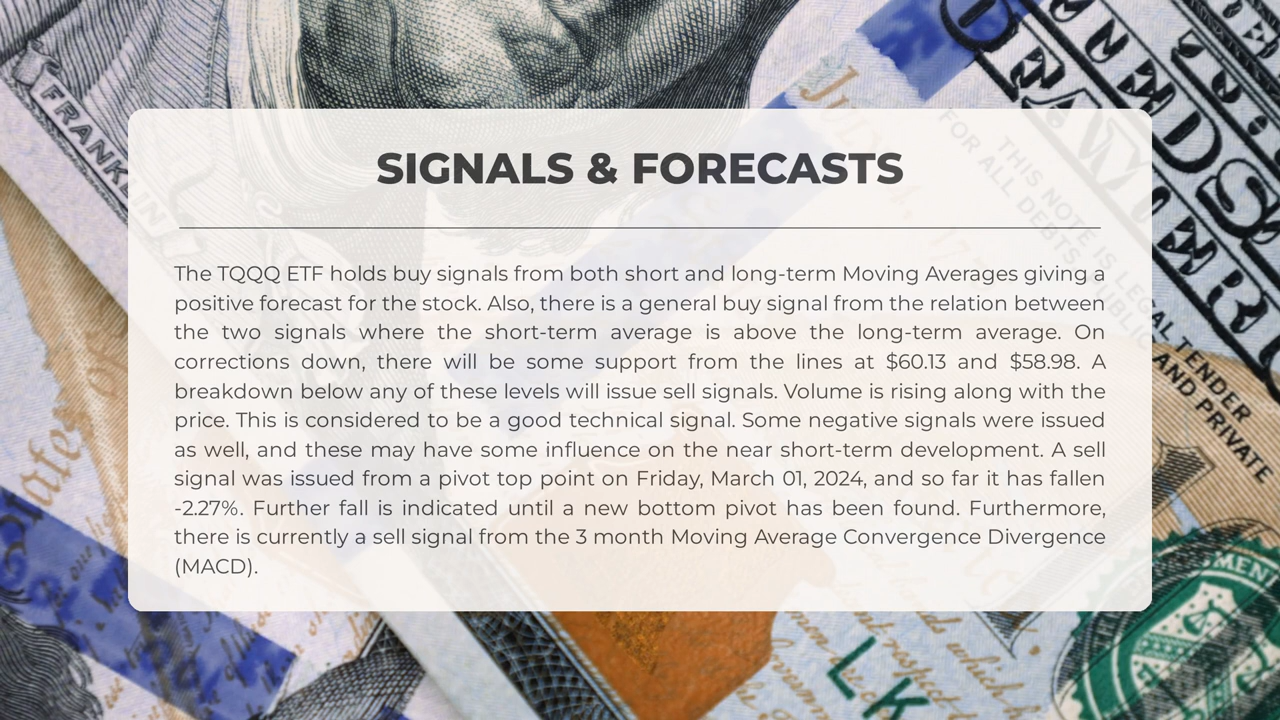 FRANKLIN
JULY 4, 177
THIS NOTE IS LEGAL TENDER
FOR ALL DEBTS PUBLIC AND PRIVATE
SIGNALS & FORECASTS
The TQQQ ETF holds buy signals from both short and long-term Moving Averages giving a
positive forecast for the stock. Also, there is a general buy signal from the relation between
the two signals where the short-term average is above the long-term average. On
corrections down, there will be some support from the lines at $60.13 and $58.98. A
breakdown below any of these levels will issue sell signals. Volume is rising along with the
price. This is considered to be a good technical signal. Some negative signals were issued
as well, and these may have some influence on the near short-term development. A sell
signal was issued from a pivot top point on Friday, March 01, 2024, and so far it has fallen
-2.27%. Further fall is indicated until a new bottom pivot has been found. Furthermore,
there is currently a sell signal from the 3 month Moving Average Convergence Divergence
(MACD).
LK